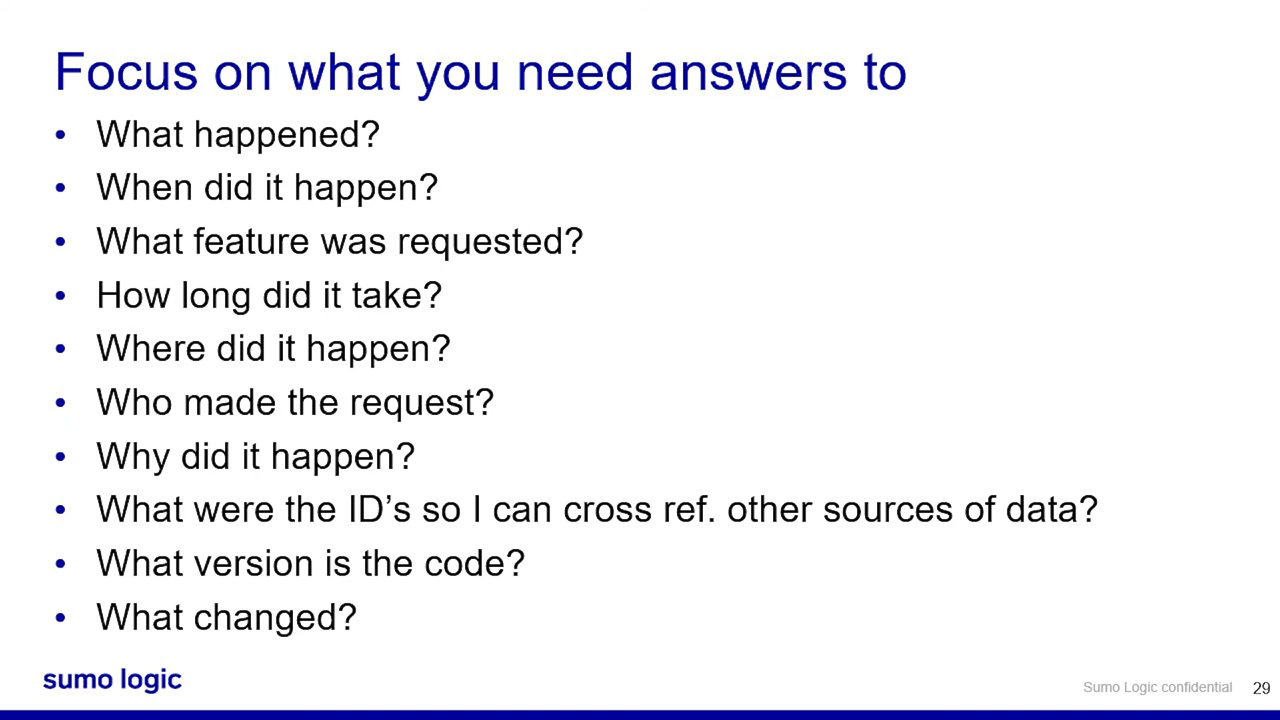 Focus on what you need answers to
• What happened?
• When did it happen?
• What feature was requested?
• How long did it take?
• Where did it happen?
• Who made the request?
• Why did it happen?
• What were the ID’s so I can cross ref. other sources of data?
• What version is the code?
• What changed?
sumo logic
Sumo Logic confidential 29